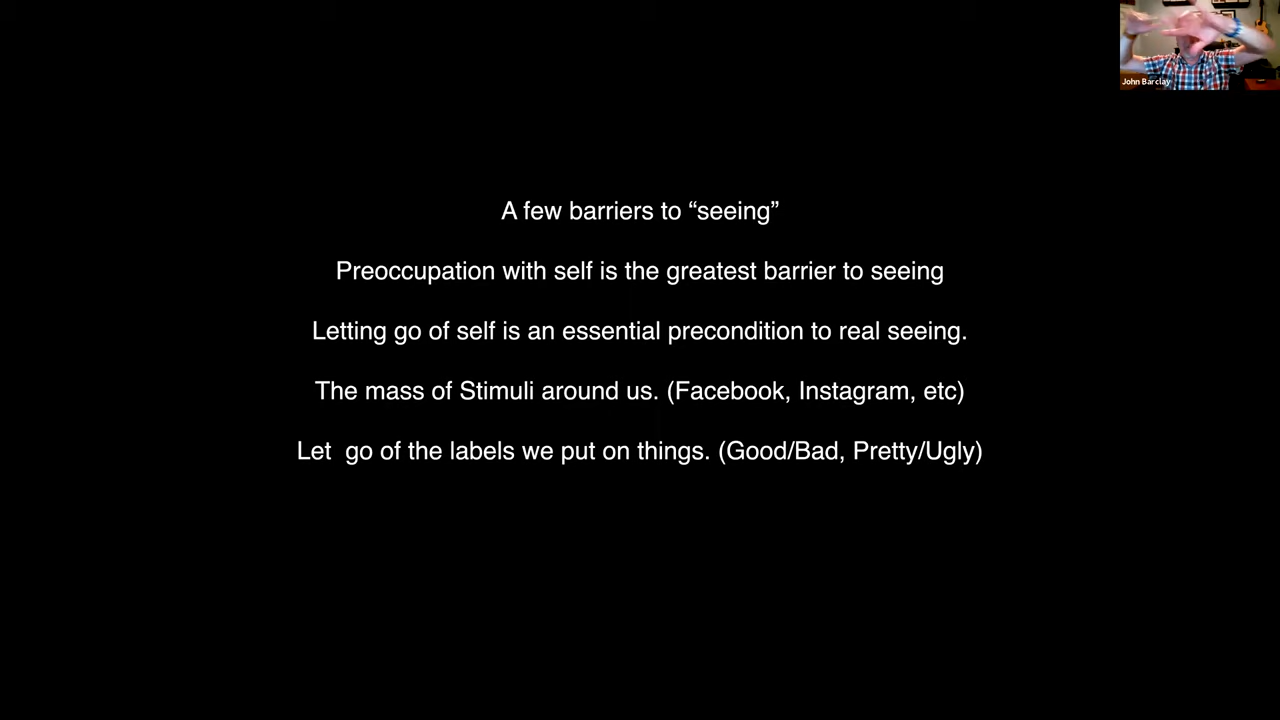 John Barclay
A few barriers to “seeing”
Preoccupation with self is the greatest barrier to seeing
Letting go of self is an essential precondition to real seeing.
The mass of Stimuli around us. (Facebook, Instagram, etc)
Let  go of the labels we put on things. (Good/Bad, Pretty/Ugly)